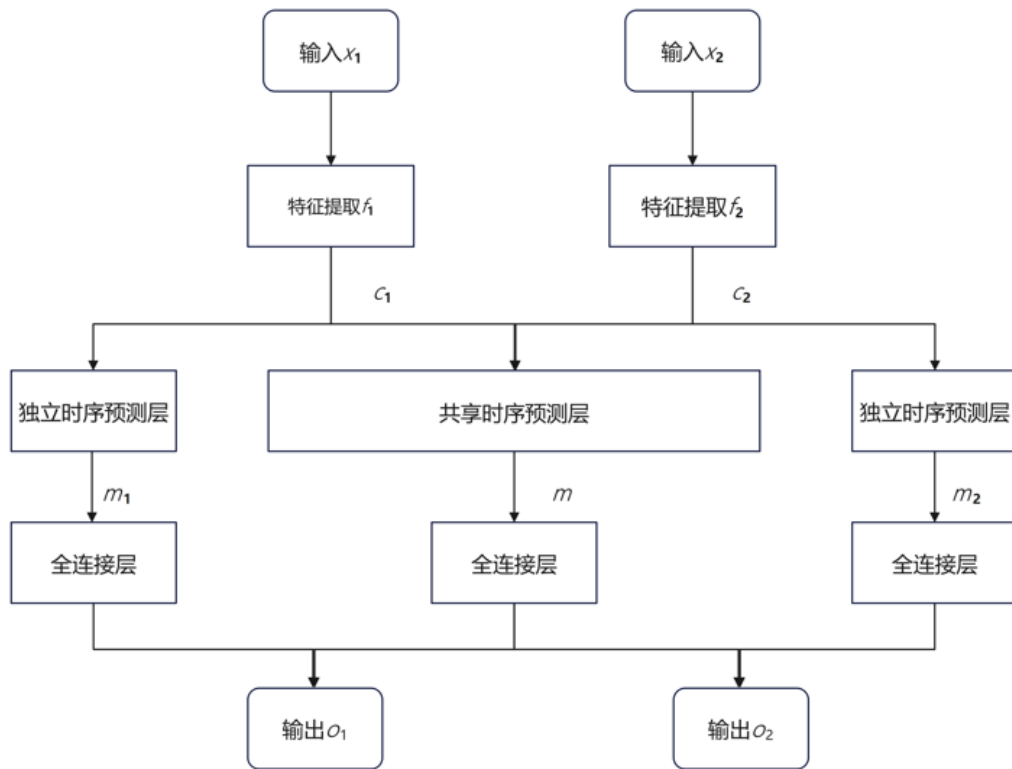 输入x₁
输入x₂
特征提取f₁
特征提取f₂
c₁
c₂
独立时序预测层
共享时序预测层
独立时序预测层
m₁
m
m₂
全连接层
全连接层
全连接层
输出o₁
输出o₂